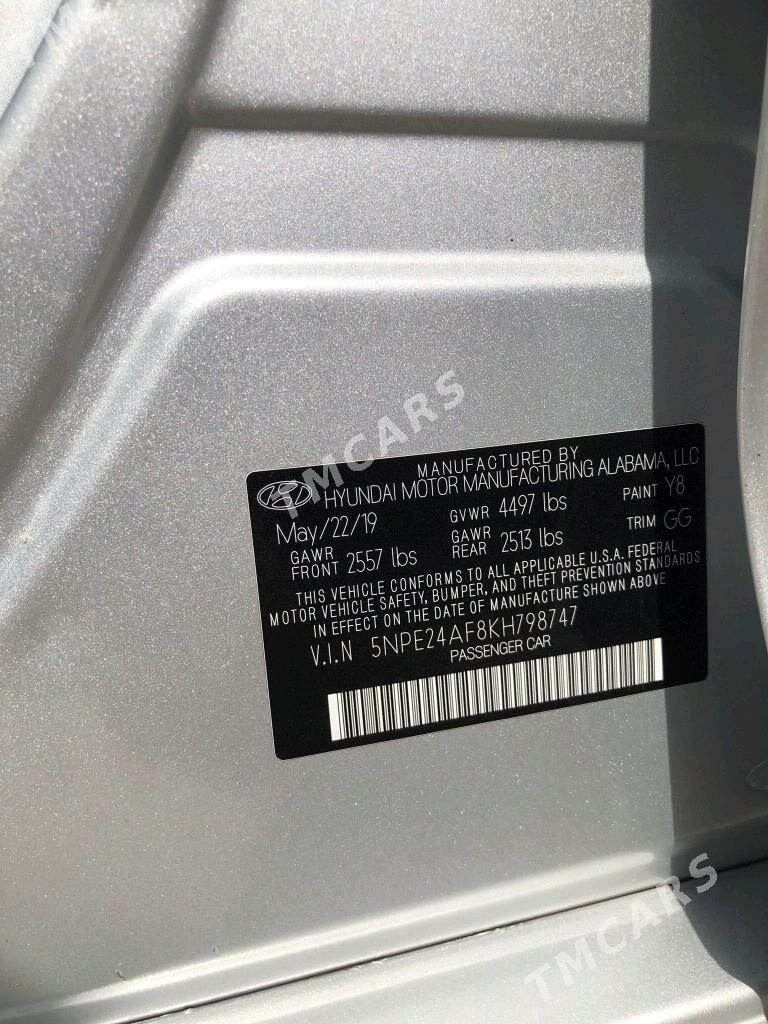 MANUFACTURED BY
HYUNDAI MOTOR MANUFACTURING ALABAMA, LLC
May/22/19 GVWR 4497 lbs PAINT Y8
GAWR FRONT 2557 lbs GAWR REAR 2513 lbs TRIM GG
THIS VEHICLE CONFORMS TO ALL APPLICABLE U.S.A. FEDERAL
MOTOR VEHICLE SAFETY, BUMPER, AND THEFT PREVENTION STANDARDS
IN EFFECT ON THE DATE OF MANUFACTURE SHOWN ABOVE
V.I.N 5NPE24AF8KH798747
PASSENGER CAR
TMCARS
TMCARS